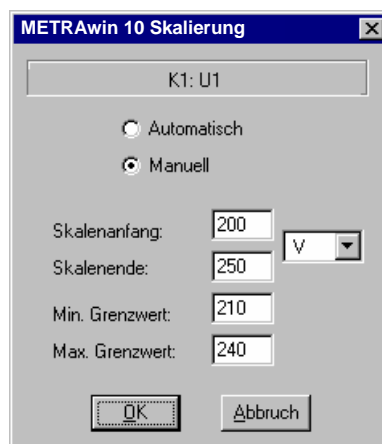 METRAwin 10 Skalierung
K1: U1
Automatisch
Manuell
Skalenanfang: 200 V
Skalenende: 250
Min. Grenzwert: 210
Max. Grenzwert: 240
OK Abbruch